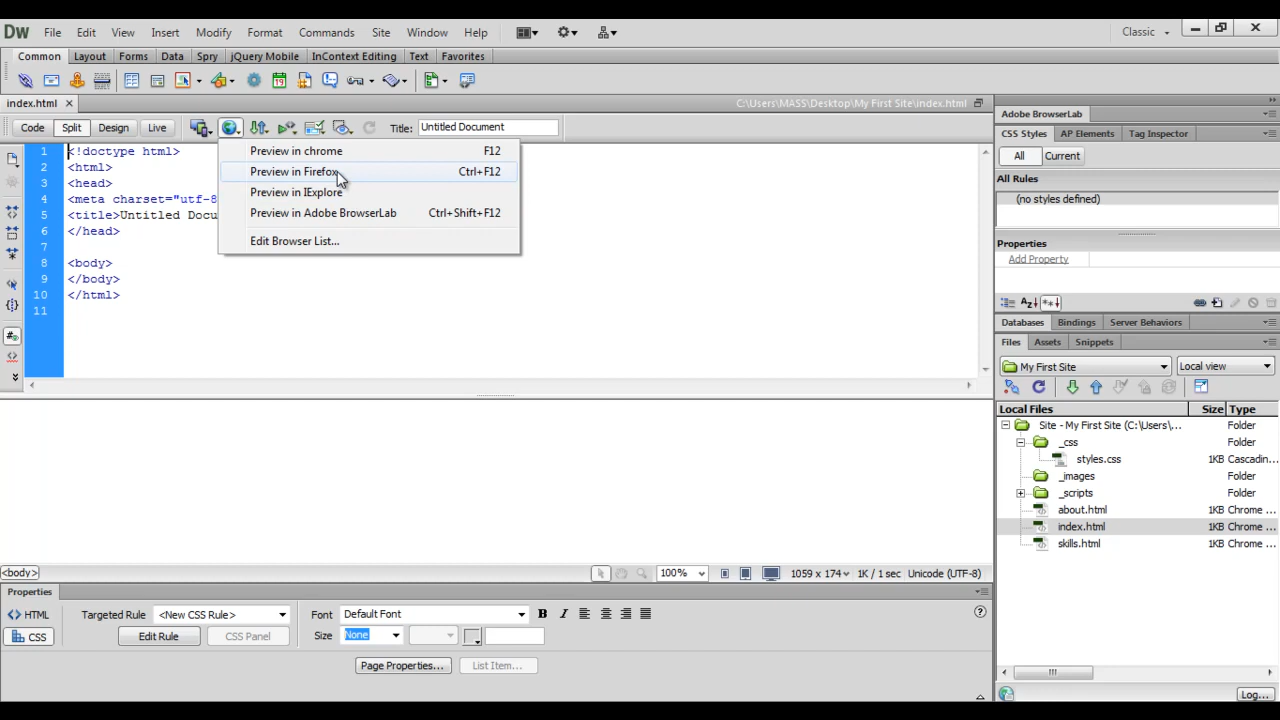 Dw File Edit View Insert Modify Format Commands Site Window Help Classic
Common Layout Forms Data Spry jQuery Mobile InContext Editing Text Favorites
index.html
C:\Users\MASS\Desktop\My First Site\index.html
Code Split Design Live Title: Untitled Document
Preview in chrome F12
Preview in Firefox Ctrl+F12
Preview in IExplore
Preview in Adobe BrowserLab Ctrl+Shift+F12
Edit Browser List...
1 <!doctype html>
2 <html>
3 <head>
4 <meta charset="utf-8
5 <title>Untitled Docu
6 </head>
7
8 <body>
9 </body>
10 </html>
11
Adobe BrowserLab
CSS Styles AP Elements Tag Inspector
All Current
All Rules
(no styles defined)
Properties
Add Property
Databases Bindings Server Behaviors
Files Assets Snippets
My First Site Local view
Local Files Size Type
Site - My First Site (C:\Users\... Folder
_css Folder
styles.css 1KB Cascadin...
_images Folder
_scripts Folder
about.html 1KB Chrome ...
index.html 1KB Chrome ...
skills.html 1KB Chrome ...
Log...
<body> 100% 1059 x 174 1K / 1 sec Unicode (UTF-8)
Properties
<> HTML Targeted Rule <New CSS Rule> Font Default Font B I
CSS Edit Rule CSS Panel Size None
Page Properties... List Item...